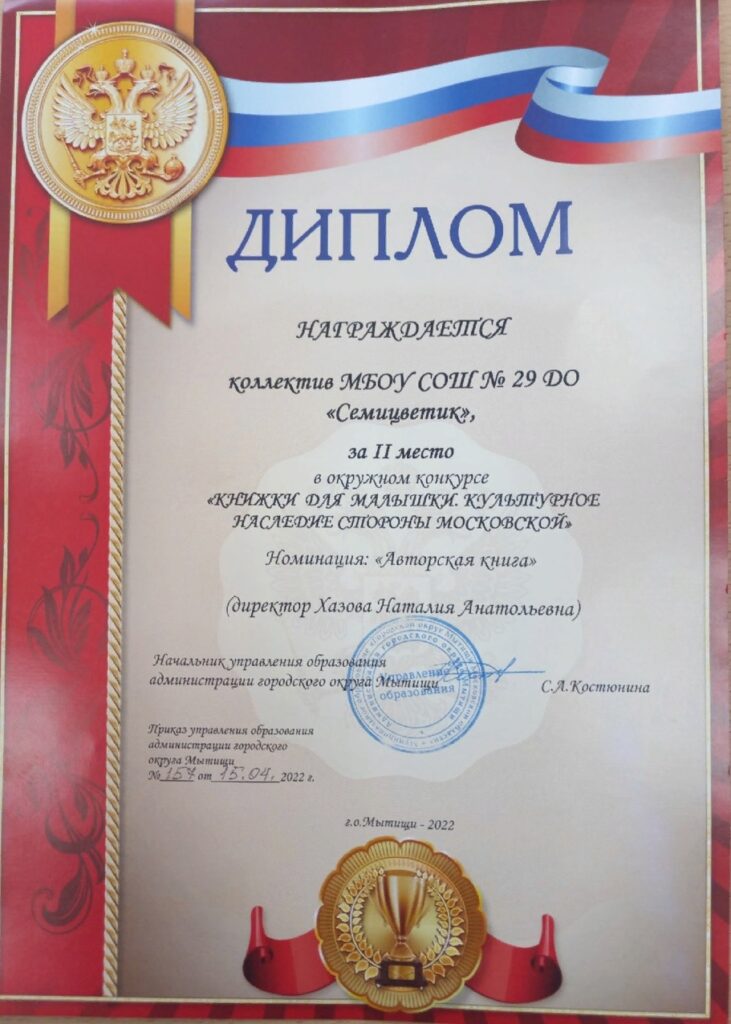 ДИПЛОМ
НАГРАЖДАЕТСЯ
коллектив МБОУ СОШ № 29 ДО
«Семицветик»,
за II место
в окружном конкурсе
«КНИЖКИ ДЛЯ МАЛЫШКИ. КУЛЬТУРНОЕ
НАСЛЕДИЕ СТОРОНЫ МОСКОВСКОЙ»
Номинация: «Авторская книга»
(директор Хазова Наталия Анатольевна)
Начальник управления образования
администрации городского округа Мытищи
С.А.Костюнина
Управление
образования
Приказ управления образования
администрации городского
округа Мытищи
№ 157 от 15.04. 2022 г.
г.о.Мытищи - 2022